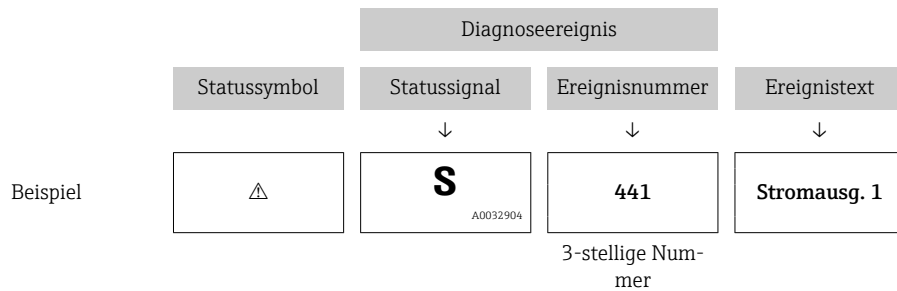 Diagnoseereignis
Statussymbol Statussignal Ereignisnummer Ereignistext
↓ ↓ ↓
Beispiel ⚠ S 441 Stromausg. 1
A0032904
3-stellige Num-
mer